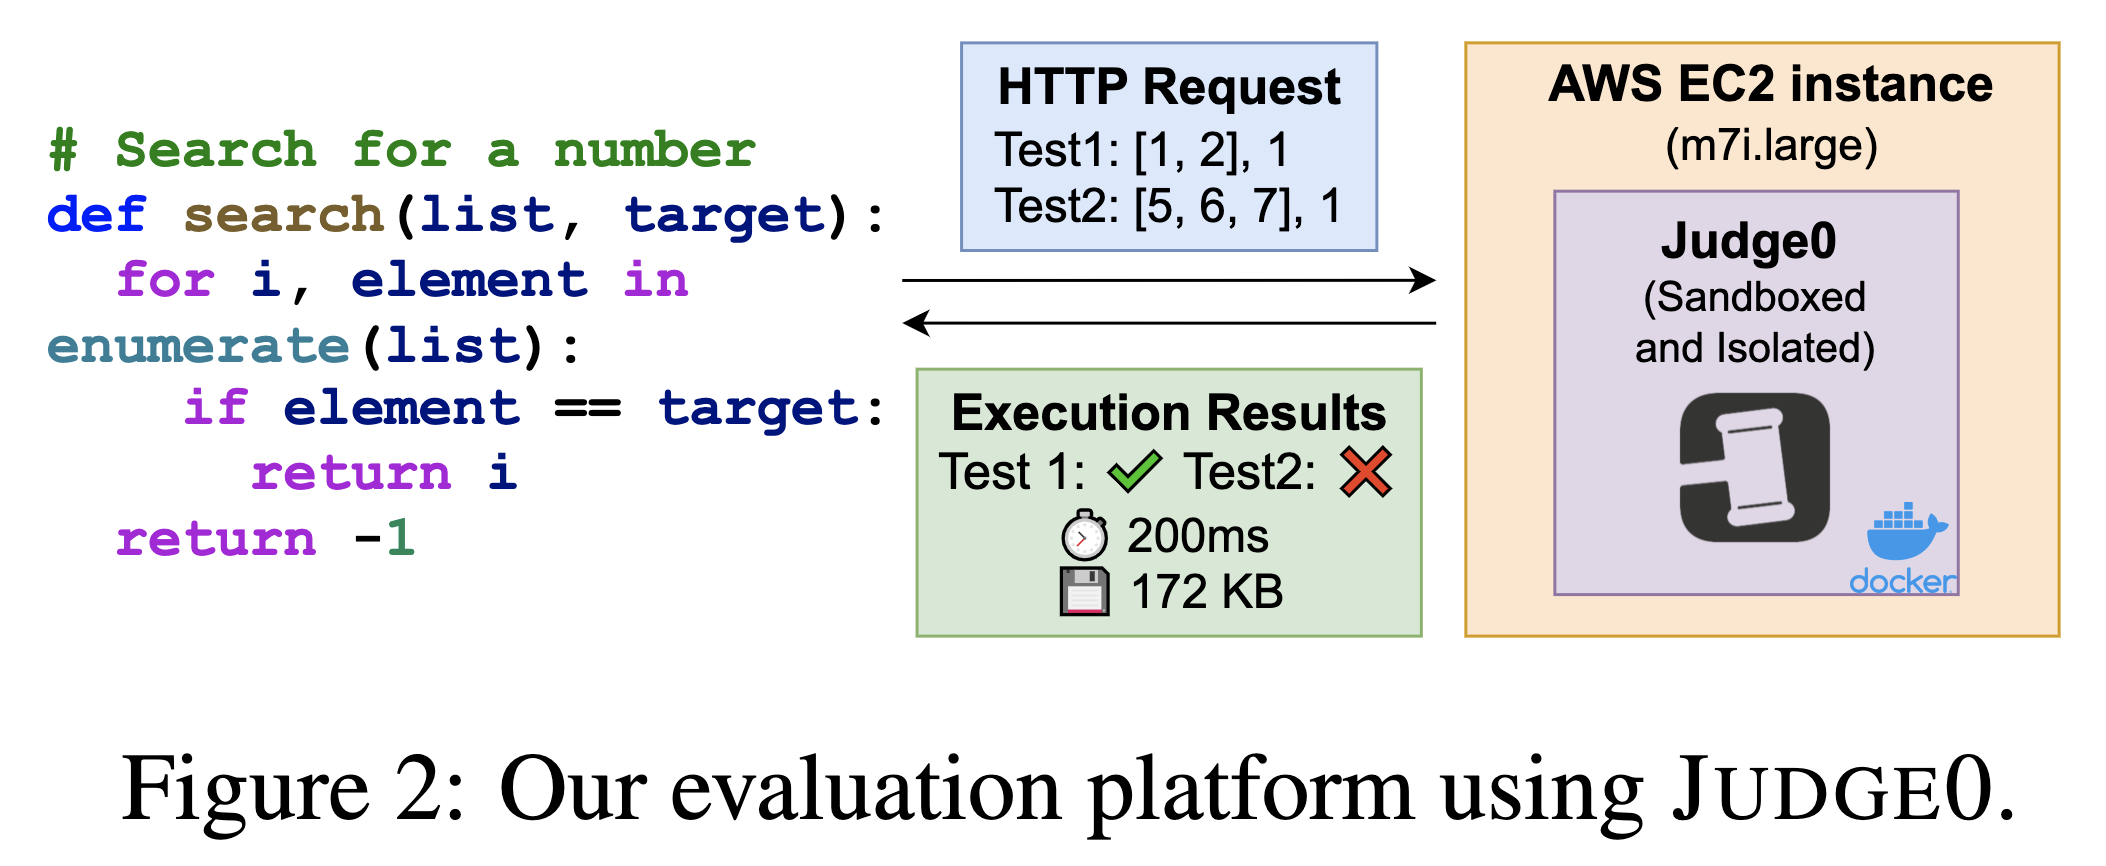 # Search for a number
def search(list, target):
  for i, element in
enumerate(list):
    if element == target:
      return i
  return -1
HTTP Request
Test1: [1, 2], 1
Test2: [5, 6, 7], 1
Execution Results
Test 1: ✓ Test2: ✗
200ms
172 KB
AWS EC2 instance
(m7i.large)
Judge0
(Sandboxed
and Isolated)
docker
Figure 2: Our evaluation platform using JUDGE0.